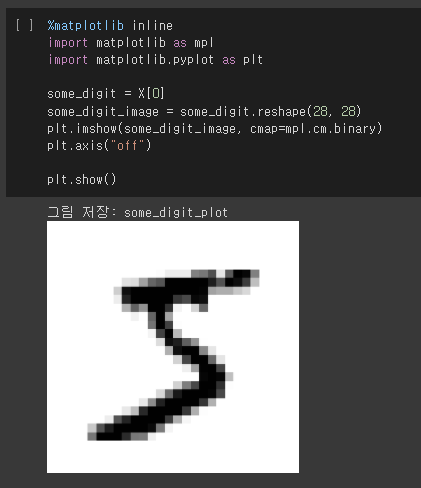 [ ] %matplotlib inline
import matplotlib as mpl
import matplotlib.pyplot as plt
some_digit = X[0]
some_digit_image = some_digit.reshape(28, 28)
plt.imshow(some_digit_image, cmap=mpl.cm.binary)
plt.axis("off")
plt.show()
그림 저장: some_digit_plot
5